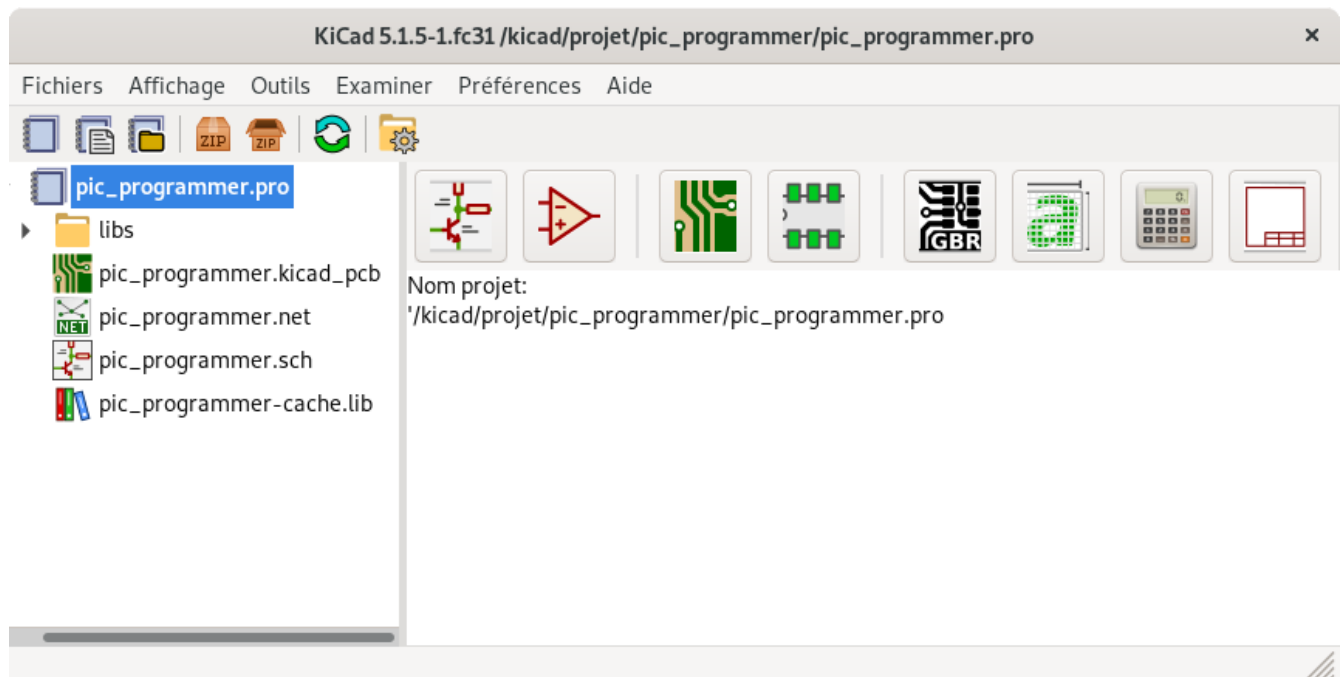 KiCad 5.1.5-1.fc31 /kicad/projet/pic_programmer/pic_programmer.pro
Fichiers Affichage Outils Examiner Préférences Aide
ZIP ZIP
pic_programmer.pro
libs
pic_programmer.kicad_pcb
NET pic_programmer.net
pic_programmer.sch
pic_programmer-cache.lib
GBR a 0.
Nom projet:
'/kicad/projet/pic_programmer/pic_programmer.pro